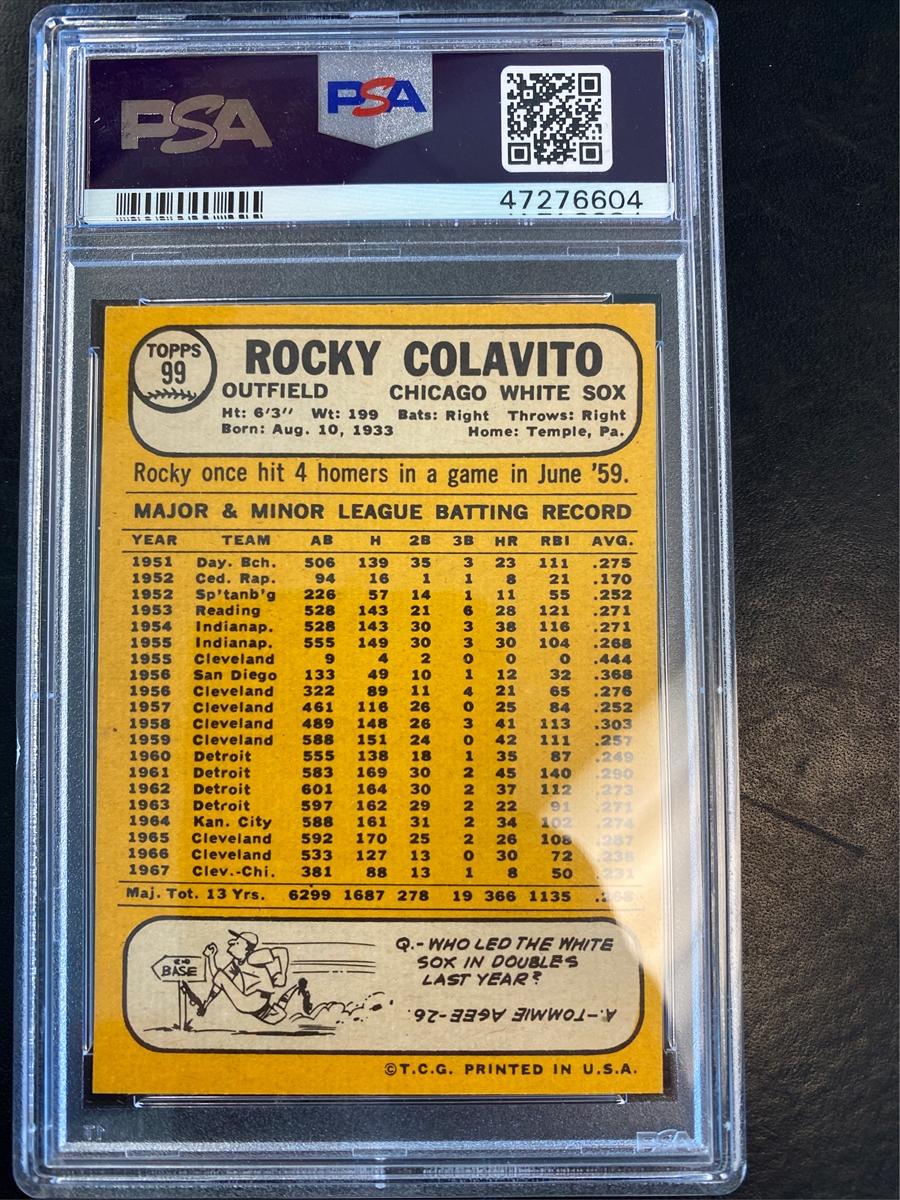 PSA
PSA
47276604
TOPPS
99
ROCKY COLAVITO
OUTFIELD CHICAGO WHITE SOX
Ht: 6'3" Wt: 199 Bats: Right Throws: Right
Born: Aug. 10, 1933 Home: Temple, Pa.
Rocky once hit 4 homers in a game in June '59.
MAJOR & MINOR LEAGUE BATTING RECORD
YEAR TEAM AB H 2B 3B HR RBI AVG.
1951 Day. Bch. 506 139 35 3 23 111 .275
1952 Ced. Rap. 94 16 1 1 8 21 .170
1952 Sp'tanb'g 226 57 14 1 11 55 .252
1953 Reading 528 143 21 6 28 121 .271
1954 Indianap. 528 143 30 3 38 116 .271
1955 Indianap. 555 149 30 3 30 104 .268
1955 Cleveland 9 4 2 0 0 0 .444
1956 San Diego 133 49 10 1 12 32 .368
1956 Cleveland 322 89 11 4 21 65 .276
1957 Cleveland 461 116 26 0 25 84 .252
1958 Cleveland 489 148 26 3 41 113 .303
1959 Cleveland 588 151 24 0 42 111 .257
1960 Detroit 555 138 18 1 35 87 .249
1961 Detroit 583 169 30 2 45 140 .290
1962 Detroit 601 164 30 2 37 112 .273
1963 Detroit 597 162 29 2 22 91 .271
1964 Kan. City 588 161 31 2 34 102 .274
1965 Cleveland 592 170 25 2 26 108 .287
1966 Cleveland 533 127 13 0 30 72 .238
1967 Clev.-Chi. 381 88 13 1 8 50 .231
Maj. Tot. 13 Yrs. 6299 1687 278 19 366 1135 .268
2ND
BASE
Q.- WHO LED THE WHITE
SOX IN DOUBLES
LAST YEAR?
A.-TOMMIE AGEE-26.
©T.C.G. PRINTED IN U.S.A.
PSA